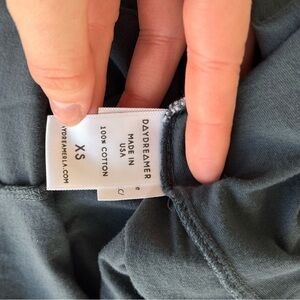 DAYDREAMER
MADE IN
USA
100% COTTON
XS
DAYDREAMERLA.COM
C/